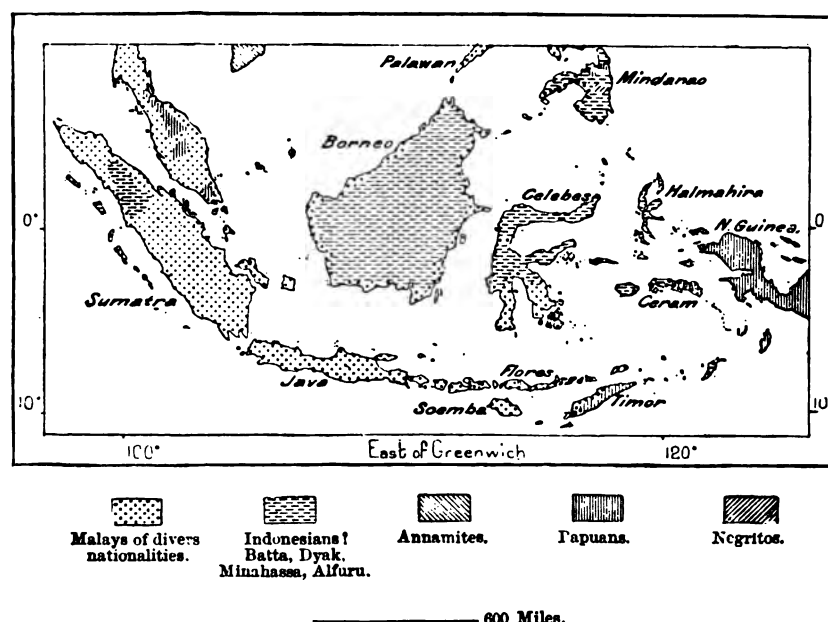 Palawan
Mindanao
Borneo
Celebes
Halmahira
0°
0
N. Guinea.
Sumatra
Ceram
Java
Flores
Soemba
Timor
10°
10
100°
East of Greenwich
120°
Malays of divers
nationalities.
Indonesians!
Batta, Dyak,
Minahassa, Alfuru.
Annamites.
Papuans.
Negritos.
600 Miles.